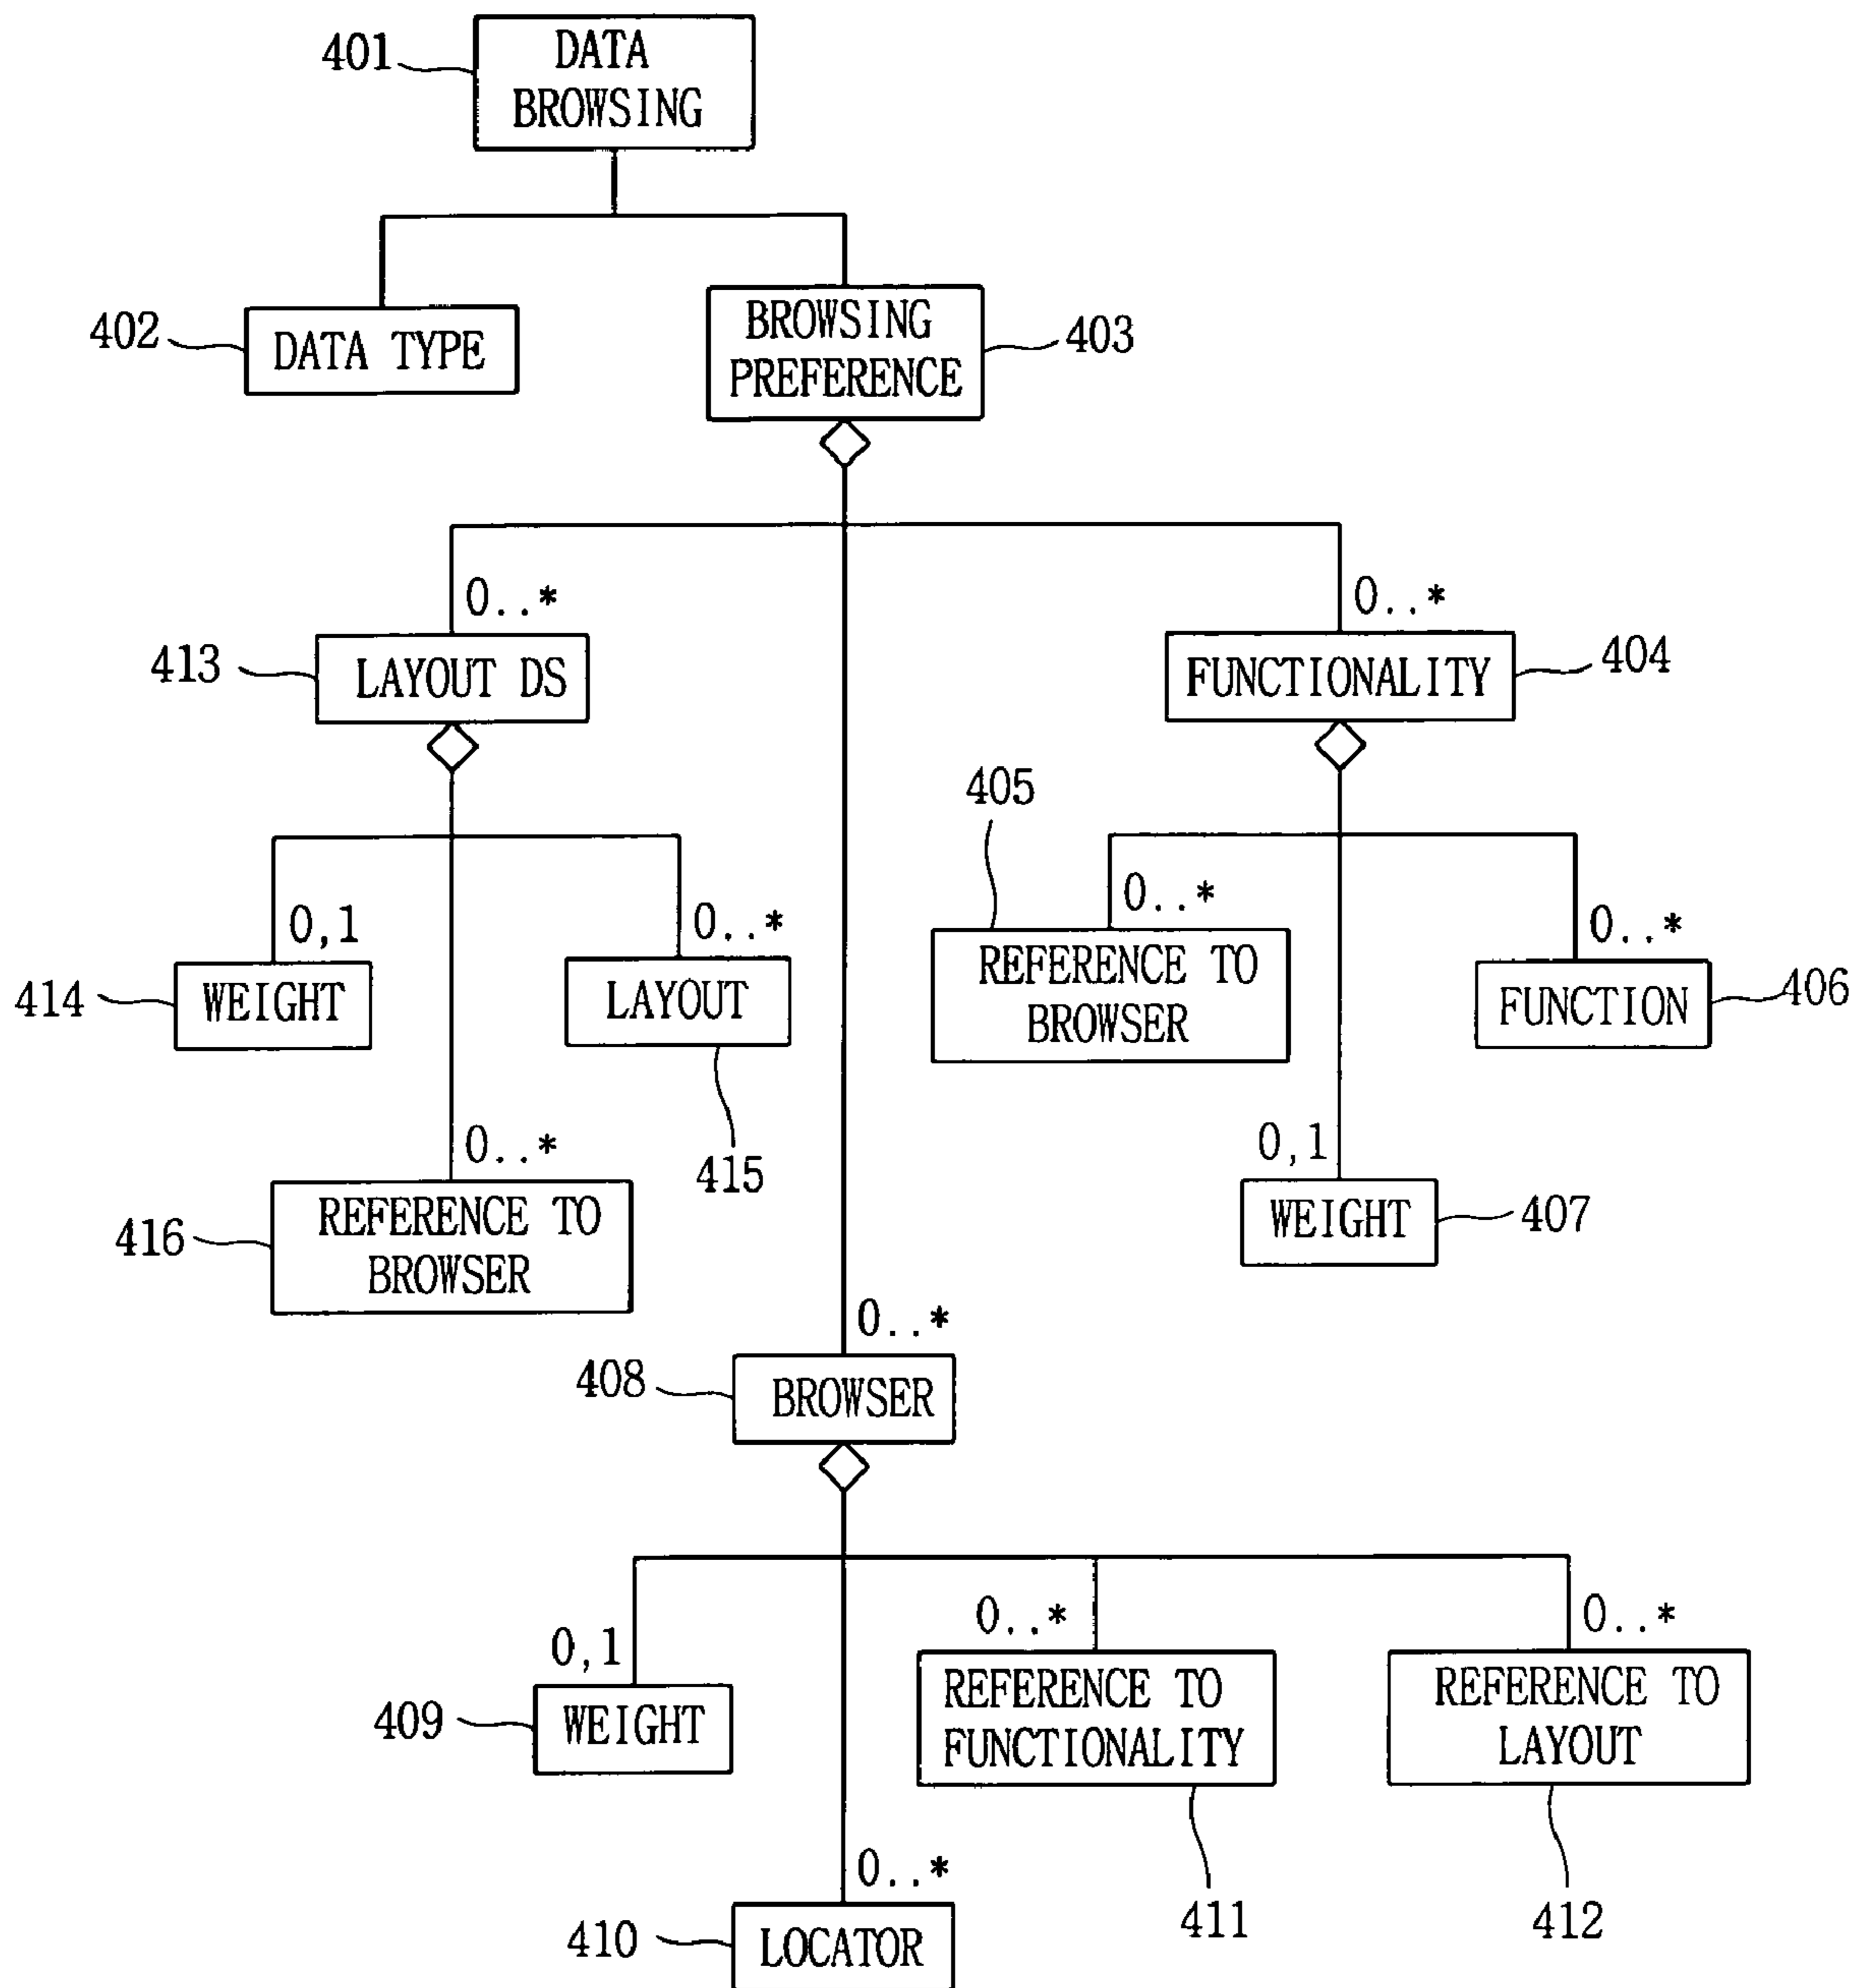 401
DATA
BROWSING
402
DATA TYPE
BROWSING
PREFERENCE
403
0..*
0..*
413
LAYOUT DS
FUNCTIONALITY
404
405
0,1
0..*
0..*
0..*
414
WEIGHT
LAYOUT
REFERENCE TO
BROWSER
FUNCTION
406
0..*
415
0,1
416
REFERENCE TO
BROWSER
WEIGHT
407
0..*
408
BROWSER
0,1
0..*
0..*
409
WEIGHT
REFERENCE TO
FUNCTIONALITY
REFERENCE TO
LAYOUT
0..*
411
412
410
LOCATOR